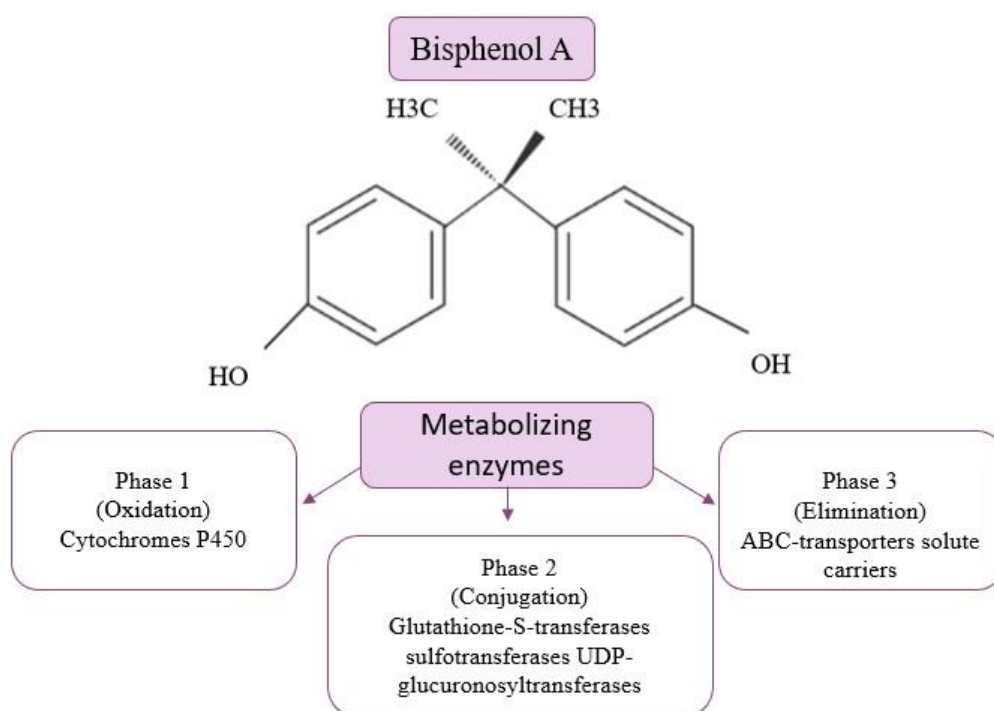 Bisphenol A
H3C
CH3
HO
OH
Metabolizing
enzymes
Phase 1
(Oxidation)
Cytochromes P450
Phase 2
(Conjugation)
Glutathione-S-transferases
sulfotransferases UDP-
glucuronosyltransferases
Phase 3
(Elimination)
ABC-transporters solute
carriers